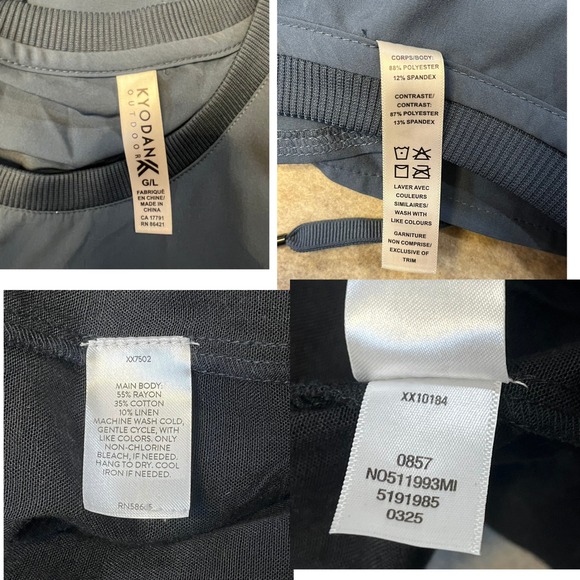 KYODAN
OUTDOOR
G/L
FABRIQUÉ
EN CHINE/
MADE IN
CHINA
CA 17791
RN 86421
CORPS/BODY:
88% POLYESTER
12% SPANDEX
CONTRASTE/
CONTRAST:
87% POLYESTER
13% SPANDEX
LAVER AVEC
COULEURS
SIMILAIRES/
WASH WITH
LIKE COLOURS
GARNITURE
NON COMPRISE/
EXCLUSIVE OF
TRIM
XX7502
MAIN BODY:
55% RAYON
35% COTTON
10% LINEN
MACHINE WASH COLD,
GENTLE CYCLE, WITH
LIKE COLORS. ONLY
NON-CHLORINE
BLEACH, IF NEEDED.
HANG TO DRY. COOL
IRON IF NEEDED.
XX10184
0857
NO511993MI
5191985
0325